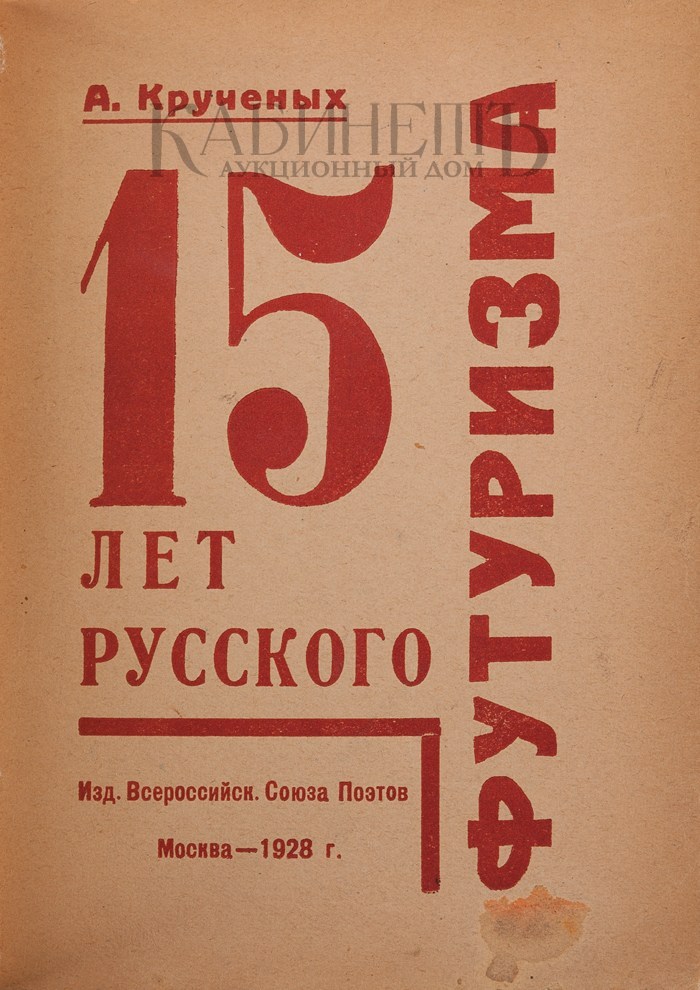 А. Крученых
КАБИНЕТЪ
АУКЦИОННЫЙ ДОМ
15
ЛЕТ
РУССКОГО
ФУТУРИЗМА
Изд. Всероссийск. Союза Поэтов
Москва—1928 г.